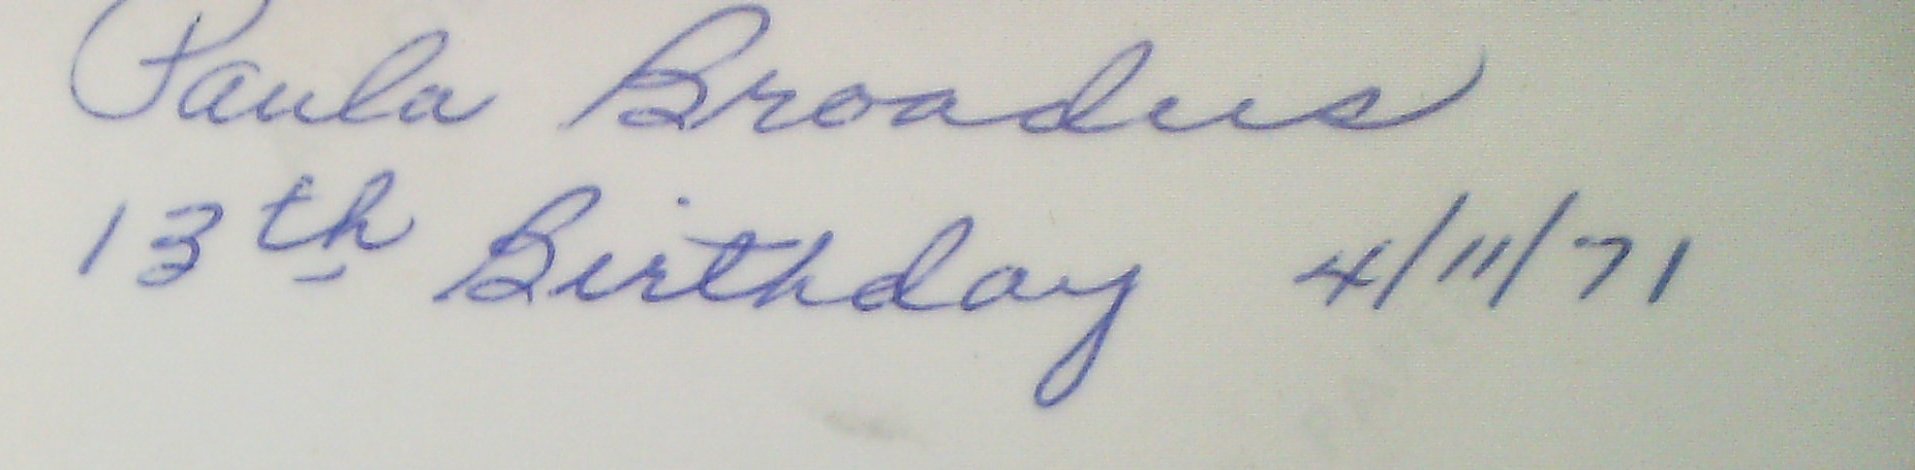 Paula Broadus
13th Birthday 4/11/71